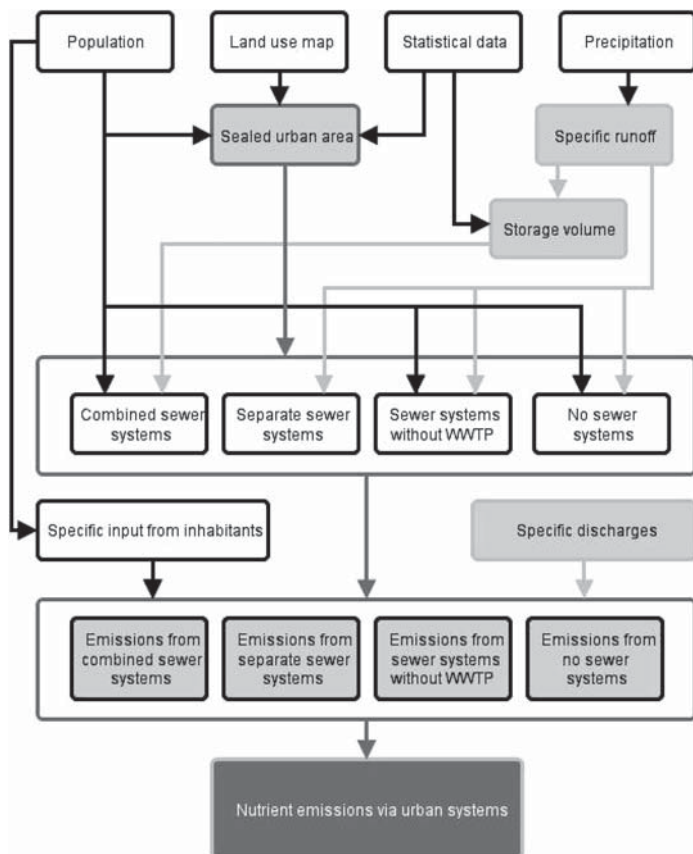 Population
Land use map
Statistical data
Precipitation
Sealed urban area
Specific runoff
Storage volume
Combined sewer
systems
Separate sewer
systems
Sewer systems
without WWTP
No sewer
systems
Specific input from inhabitants
Specific discharges
Emissions from
combined sewer
systems
Emissions from
separate sewer
systems
Emissions from
sewer systems
without WWTP
Emissions from
no sewer
systems
Nutrient emissions via urban systems